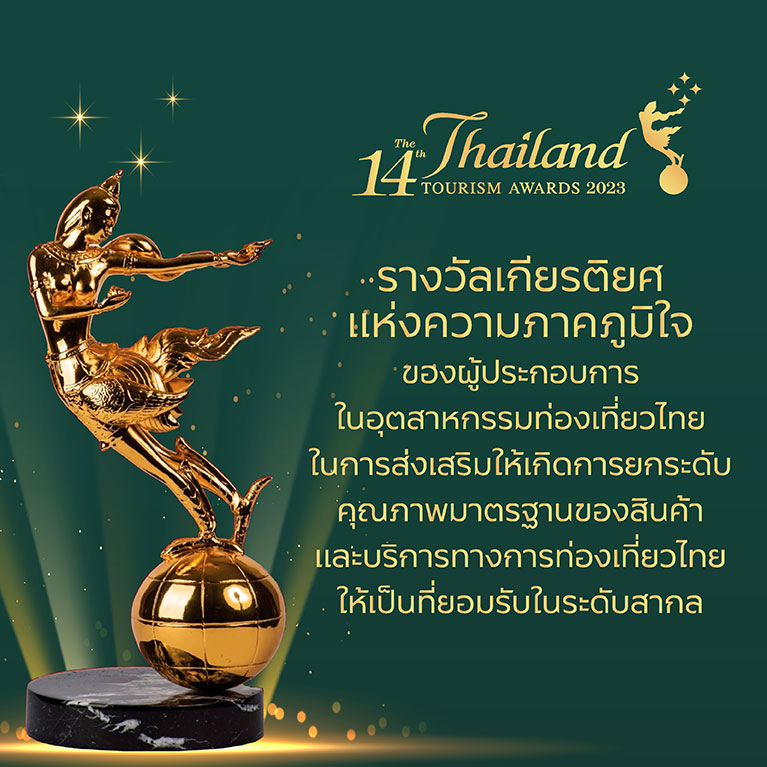 The 14th Thailand
TOURISM AWARDS 2023
รางวัลเกียรติยศ
แห่งความภาคภูมิใจ
ของผู้ประกอบการ
ในอุตสาหกรรมท่องเที่ยวไทย
ในการส่งเสริมให้เกิดการยกระดับ
คุณภาพมาตรฐานของสินค้า
และบริการทางการท่องเที่ยวไทย
ให้เป็นที่ยอมรับในระดับสากล